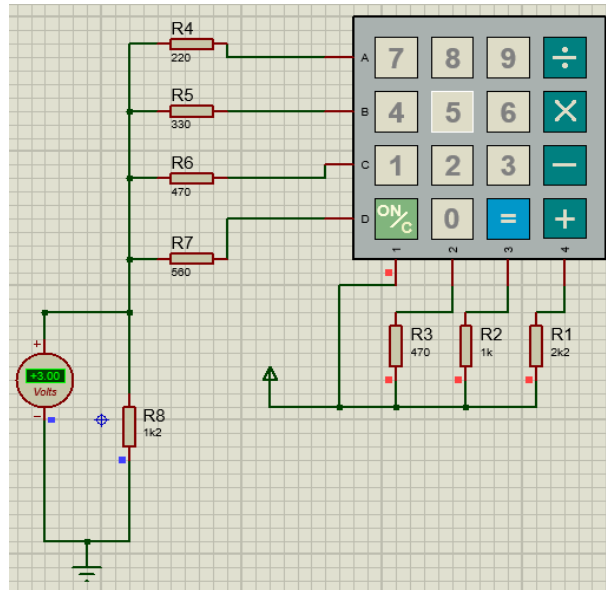 R4
220
A
7
8
9
÷
R5
330
B
4
5
6
×
R6
470
C
1
2
3
−
R7
560
D
ON/C
0
=
+
1
2
3
4
R3
470
R2
1k
R1
2k2
+
+3.00
Volts
−
R8
1k2